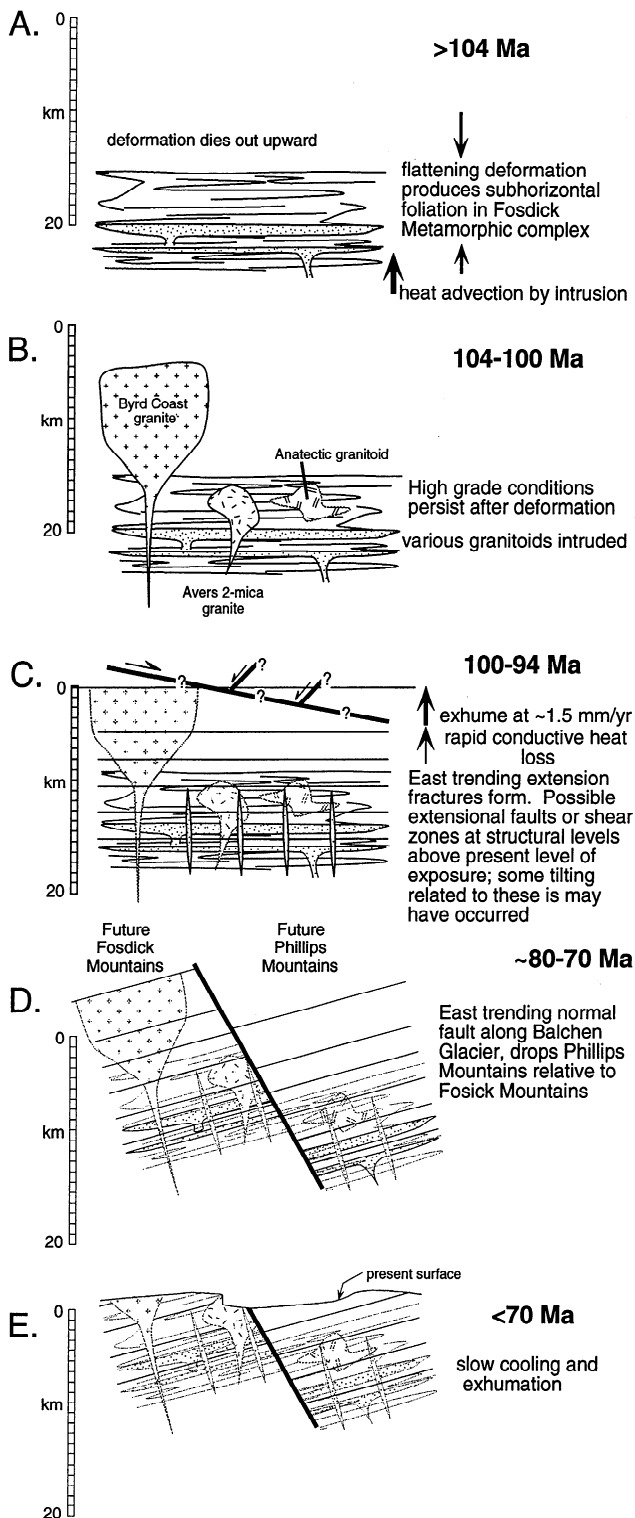 A.
0
km
20
>104 Ma
deformation dies out upward
flattening deformation
produces subhorizontal
foliation in Fosdick
Metamorphic complex
heat advection by intrusion
B.
0
km
20
104-100 Ma
Byrd Coast
granite
Anatectic granitoid
High grade conditions
persist after deformation
various granitoids intruded
Avers 2-mica
granite
C.
0
km
20
100-94 Ma
?
?
?
?
?
exhume at ~1.5 mm/yr
rapid conductive heat
loss
East trending extension
fractures form. Possible
extensional faults or shear
zones at structural levels
above present level of
exposure; some tilting
related to these is may
have occurred
Future
Fosdick
Mountains
Future
Phillips
Mountains
D.
0
km
20
~80-70 Ma
East trending normal
fault along Balchen
Glacier, drops Phillips
Mountains relative to
Fosick Mountains
E.
0
km
20
present surface
<70 Ma
slow cooling and
exhumation